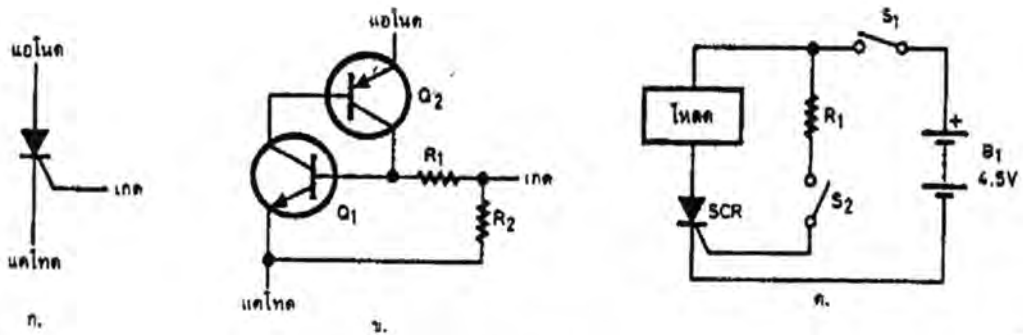 แอโนด
เกต
แคโทด
ก.
แอโนด
Q2
R1
เกต
Q1
R2
แคโทด
ข.
S1
โหลด
R1
+
B1
4.5V
S2
SCR
ค.